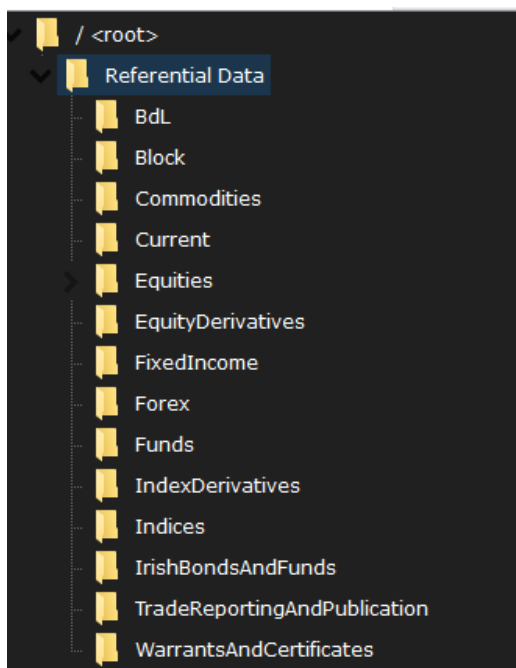 / <root>
Referential Data
BdL
Block
Commodities
Current
Equities
EquityDerivatives
FixedIncome
Forex
Funds
IndexDerivatives
Indices
IrishBondsAndFunds
TradeReportingAndPublication
WarrantsAndCertificates